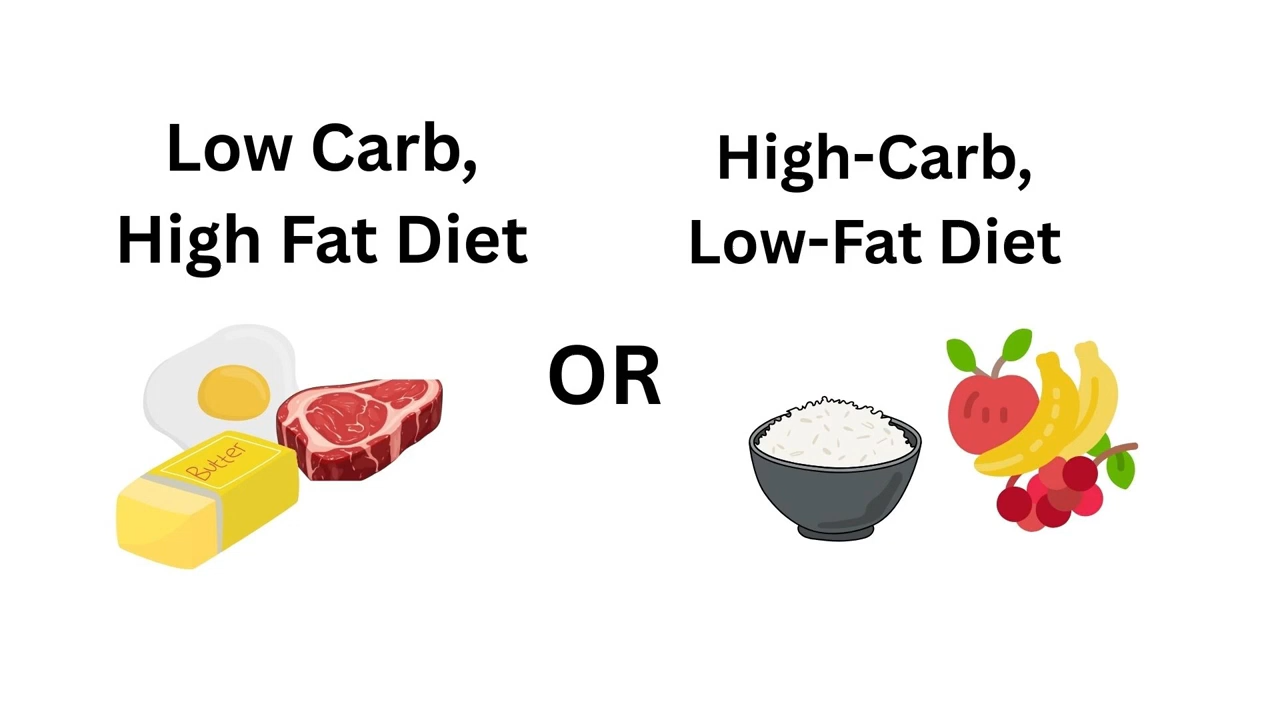 Low Carb,
High Fat Diet
High-Carb,
Low-Fat Diet
OR
Butter